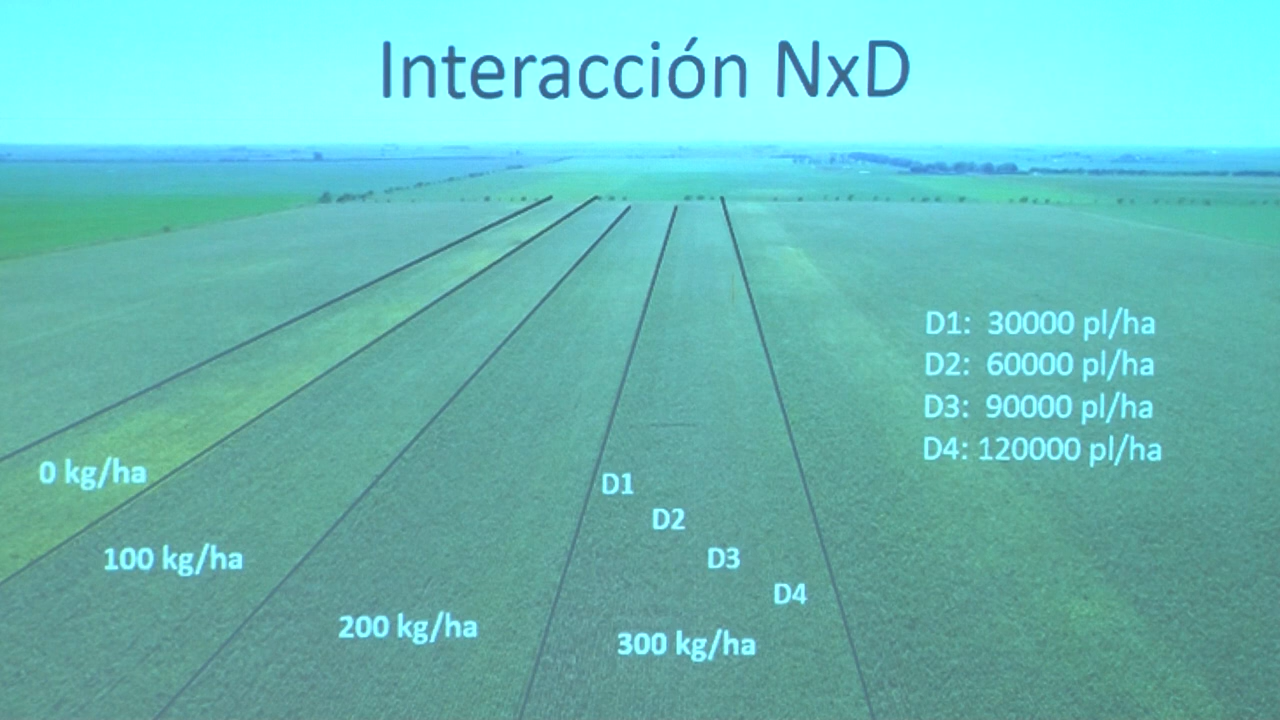 Interacción NxD
D1: 30000 pl/ha
D2: 60000 pl/ha
D3: 90000 pl/ha
D4: 120000 pl/ha
0 kg/ha
100 kg/ha
200 kg/ha
300 kg/ha
D1
D2
D3
D4